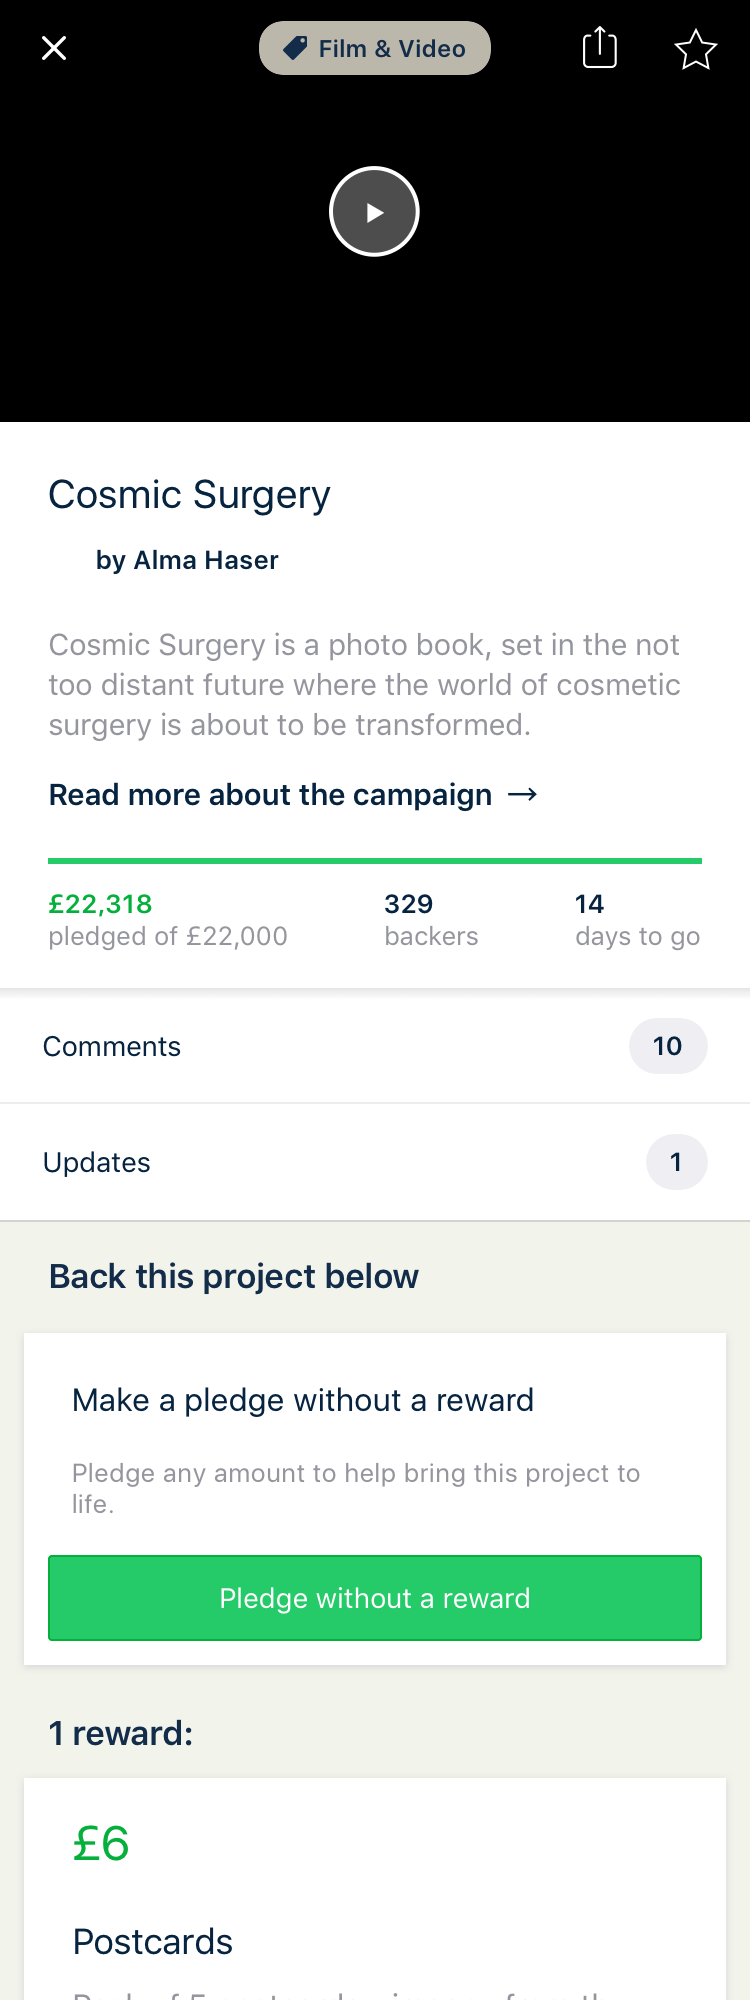 Film & Video
Cosmic Surgery
by Alma Haser
Cosmic Surgery is a photo book, set in the not
too distant future where the world of cosmetic
surgery is about to be transformed.
Read more about the campaign →
£22,318
pledged of £22,000
329
backers
14
days to go
Comments
10
Updates
1
Back this project below
Make a pledge without a reward
Pledge any amount to help bring this project to
life.
Pledge without a reward
1 reward:
£6
Postcards